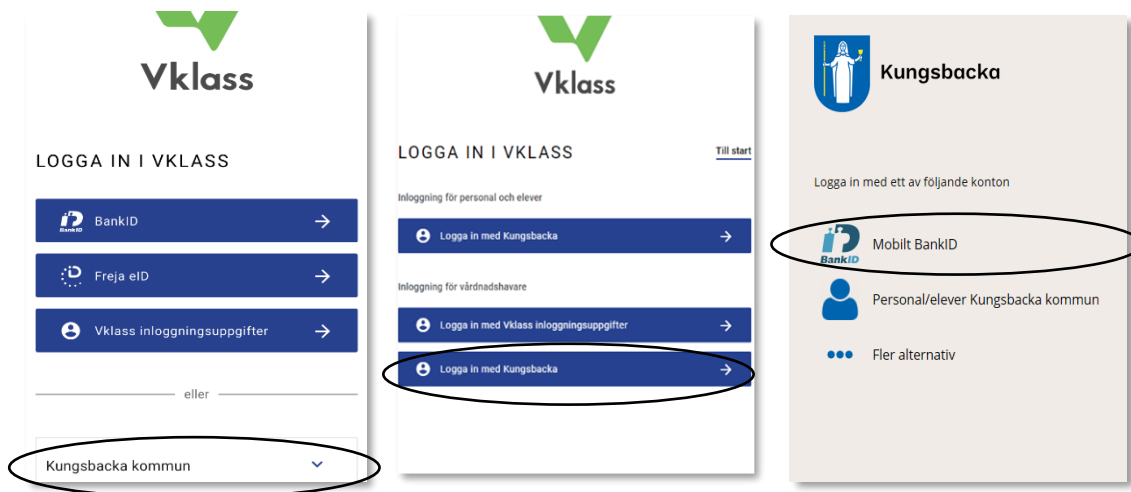 Vklass
LOGGA IN I VKLASS
BankID
BankID
Freja eID
Vklass inloggningsuppgifter
eller
Kungsbacka kommun
Vklass
LOGGA IN I VKLASS
Till start
Inloggning för personal och elever
Logga in med Kungsbacka
Inloggning för vårdnadshavare
Logga in med Vklass inloggningsuppgifter
Logga in med Kungsbacka
Kungsbacka
Logga in med ett av följande konton
BankID
Mobilt BankID
Personal/elever Kungsbacka kommun
Fler alternativ